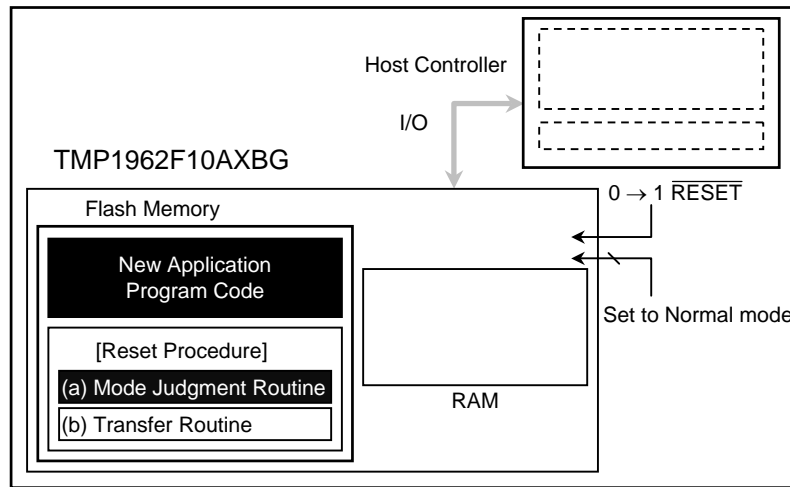 Host Controller
I/O
TMP1962F10AXBG
0 → 1 RESET
Flash Memory
New Application
Program Code
Set to Normal mode
[Reset Procedure]
(a) Mode Judgment Routine
(b) Transfer Routine
RAM